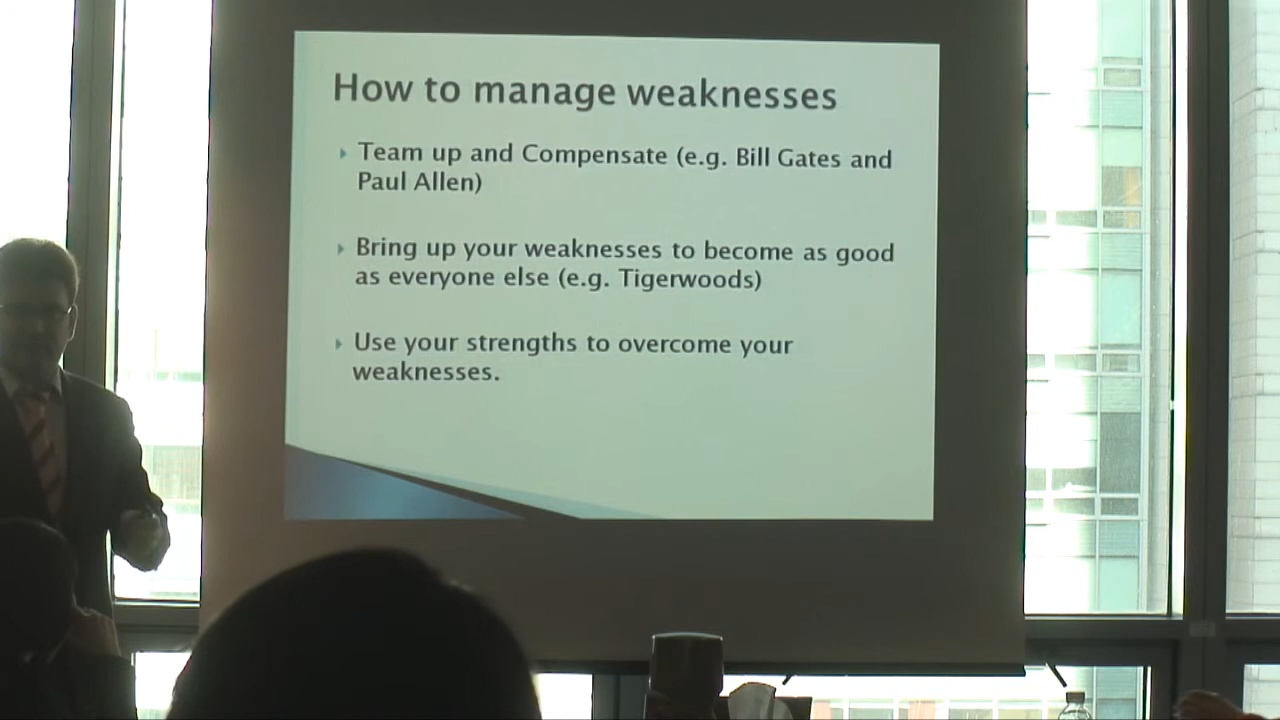 How to manage weaknesses
Team up and Compensate (e.g. Bill Gates and
Paul Allen)
Bring up your weaknesses to become as good
as everyone else (e.g. Tigerwoods)
Use your strengths to overcome your
weaknesses.